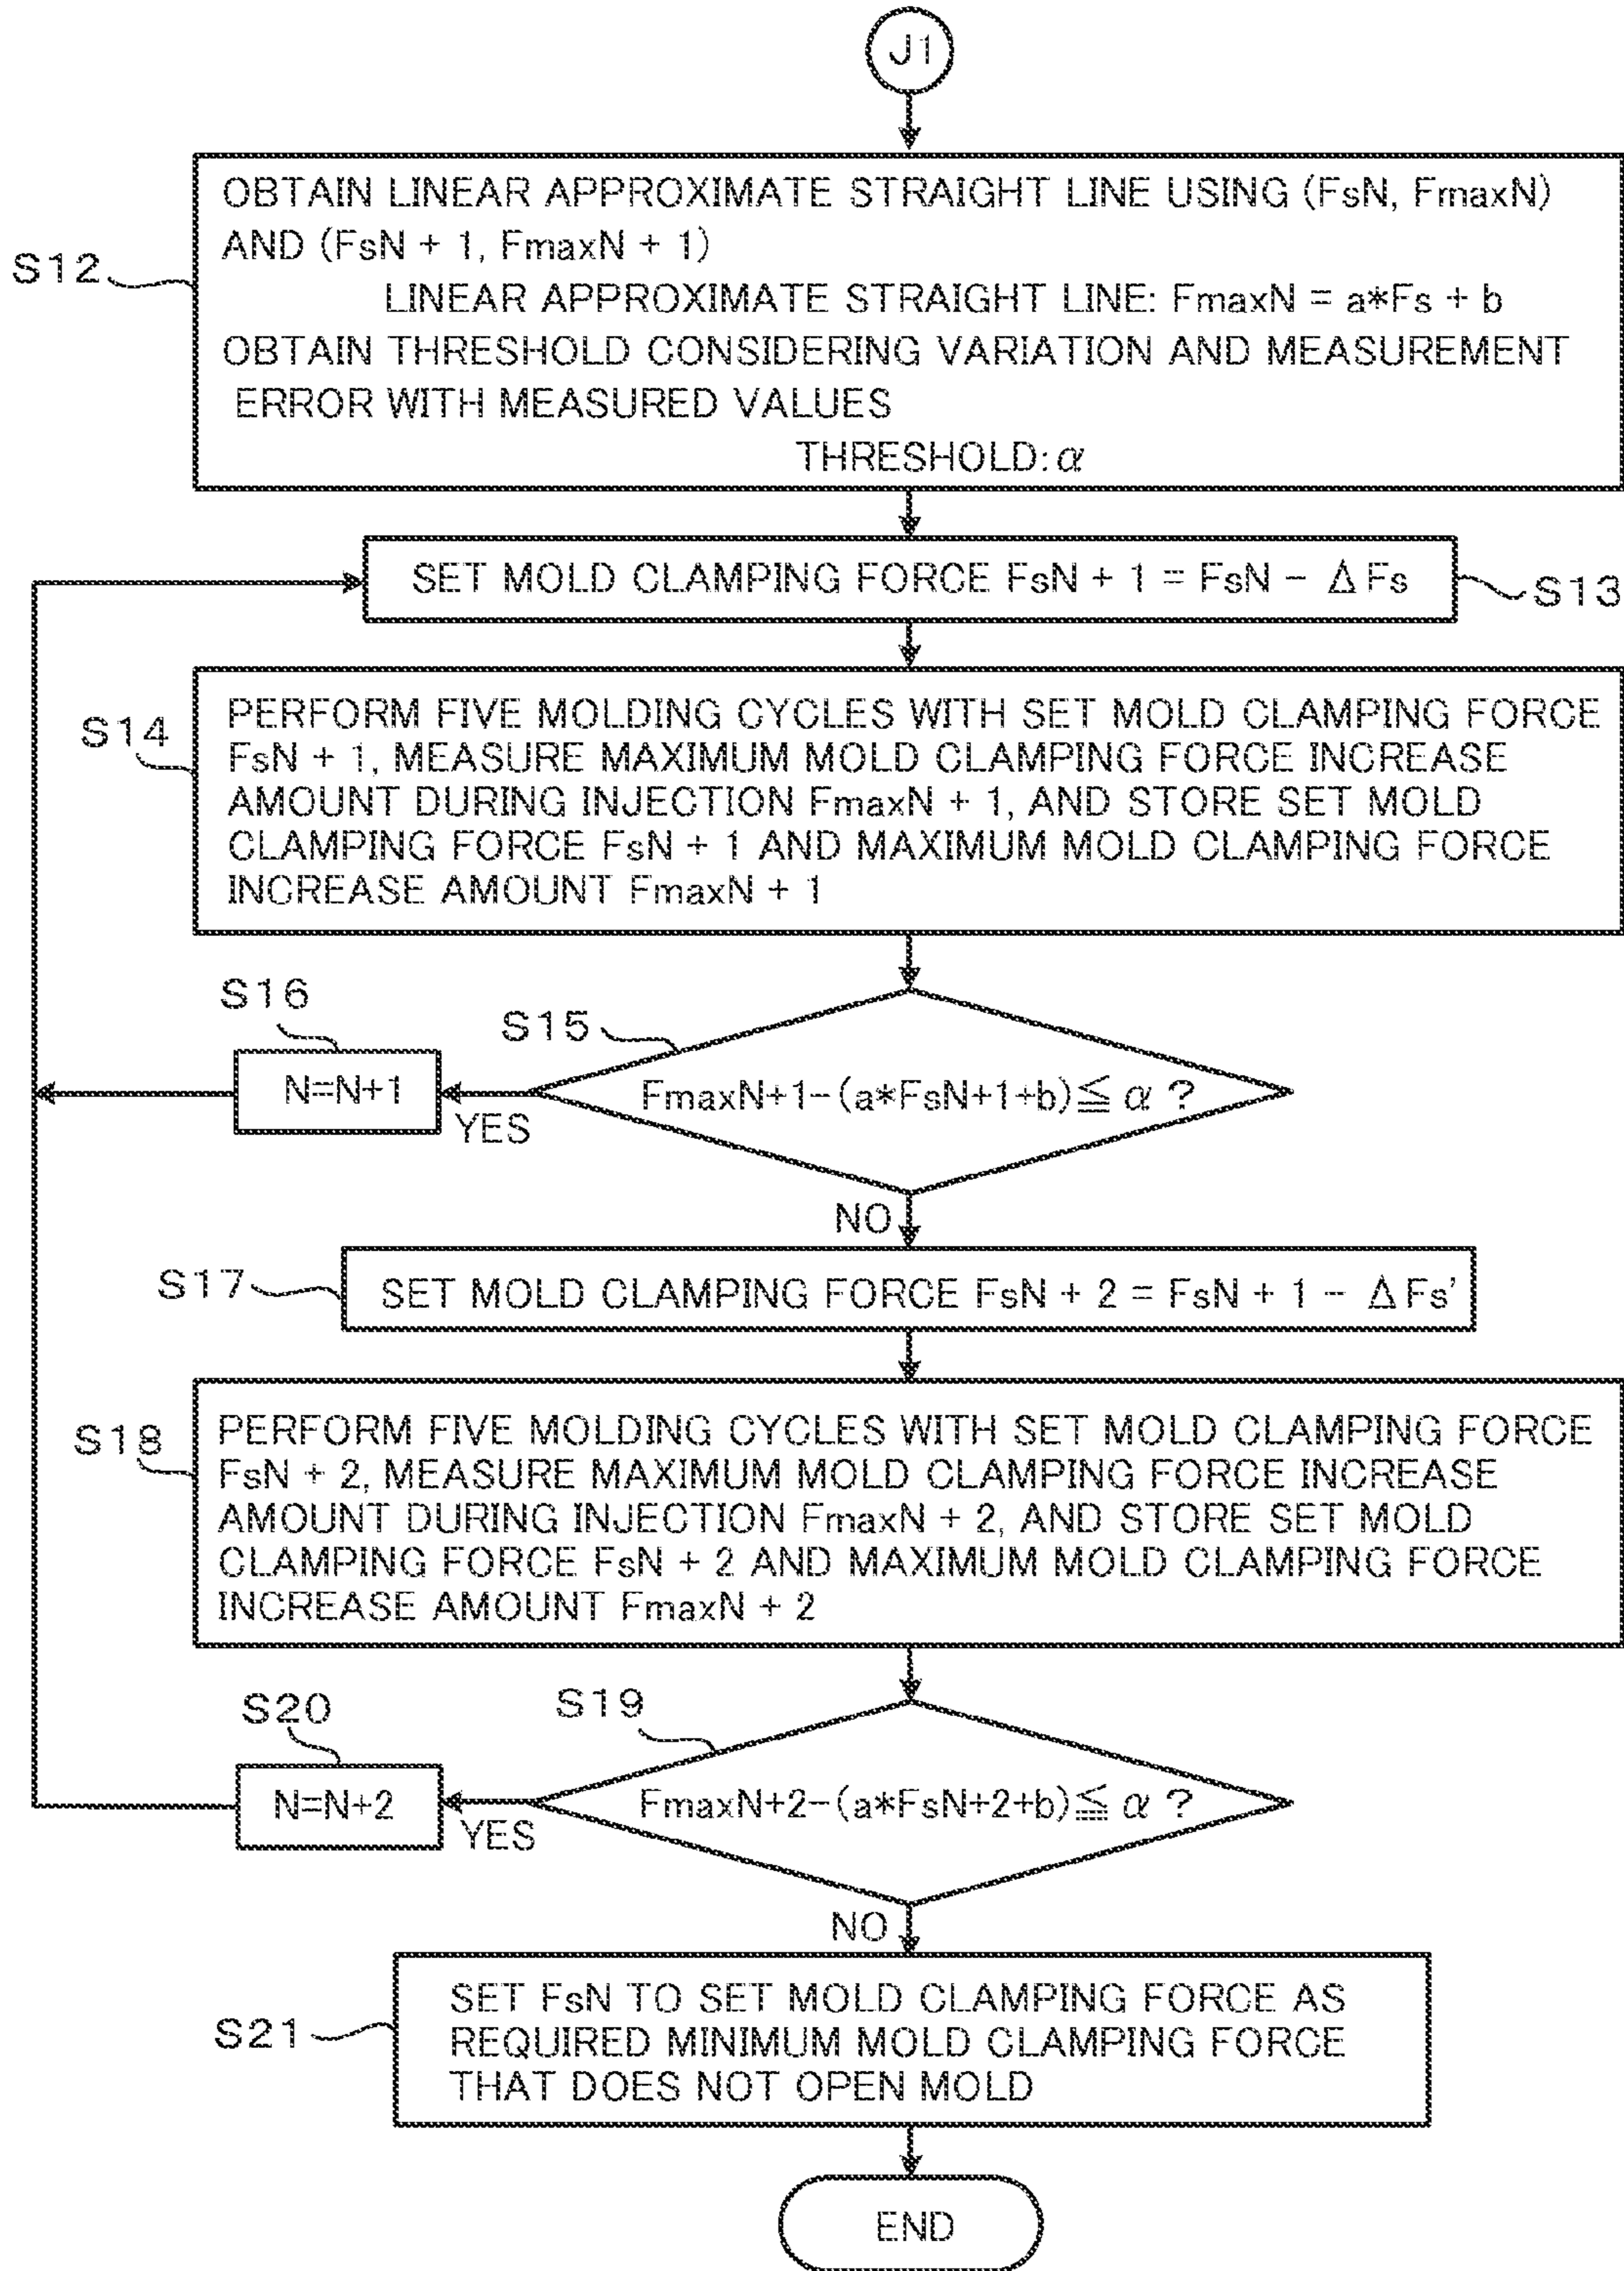 J1
OBTAIN LINEAR APPROXIMATE STRAIGHT LINE USING (FsN, FmaxN)
AND (FsN + 1, FmaxN + 1)
S12
LINEAR APPROXIMATE STRAIGHT LINE: FmaxN = a*Fs + b
OBTAIN THRESHOLD CONSIDERING VARIATION AND MEASUREMENT
ERROR WITH MEASURED VALUES
THRESHOLD: α
SET MOLD CLAMPING FORCE FsN + 1 = FsN - Δ Fs
S13
S14
PERFORM FIVE MOLDING CYCLES WITH SET MOLD CLAMPING FORCE
FsN + 1, MEASURE MAXIMUM MOLD CLAMPING FORCE INCREASE
AMOUNT DURING INJECTION FmaxN + 1, AND STORE SET MOLD
CLAMPING FORCE FsN + 1 AND MAXIMUM MOLD CLAMPING FORCE
INCREASE AMOUNT FmaxN + 1
S16
S15
N=N+1
YES
FmaxN+1-(a*FsN+1+b)≦ α ?
NO
S17
SET MOLD CLAMPING FORCE FsN + 2 = FsN + 1 - Δ Fs'
S18
PERFORM FIVE MOLDING CYCLES WITH SET MOLD CLAMPING FORCE
FsN + 2, MEASURE MAXIMUM MOLD CLAMPING FORCE INCREASE
AMOUNT DURING INJECTION FmaxN + 2, AND STORE SET MOLD
CLAMPING FORCE FsN + 2 AND MAXIMUM MOLD CLAMPING FORCE
INCREASE AMOUNT FmaxN + 2
S20
S19
N=N+2
YES
FmaxN+2-(a*FsN+2+b)≦ α ?
NO
S21
SET FsN TO SET MOLD CLAMPING FORCE AS
REQUIRED MINIMUM MOLD CLAMPING FORCE
THAT DOES NOT OPEN MOLD
END